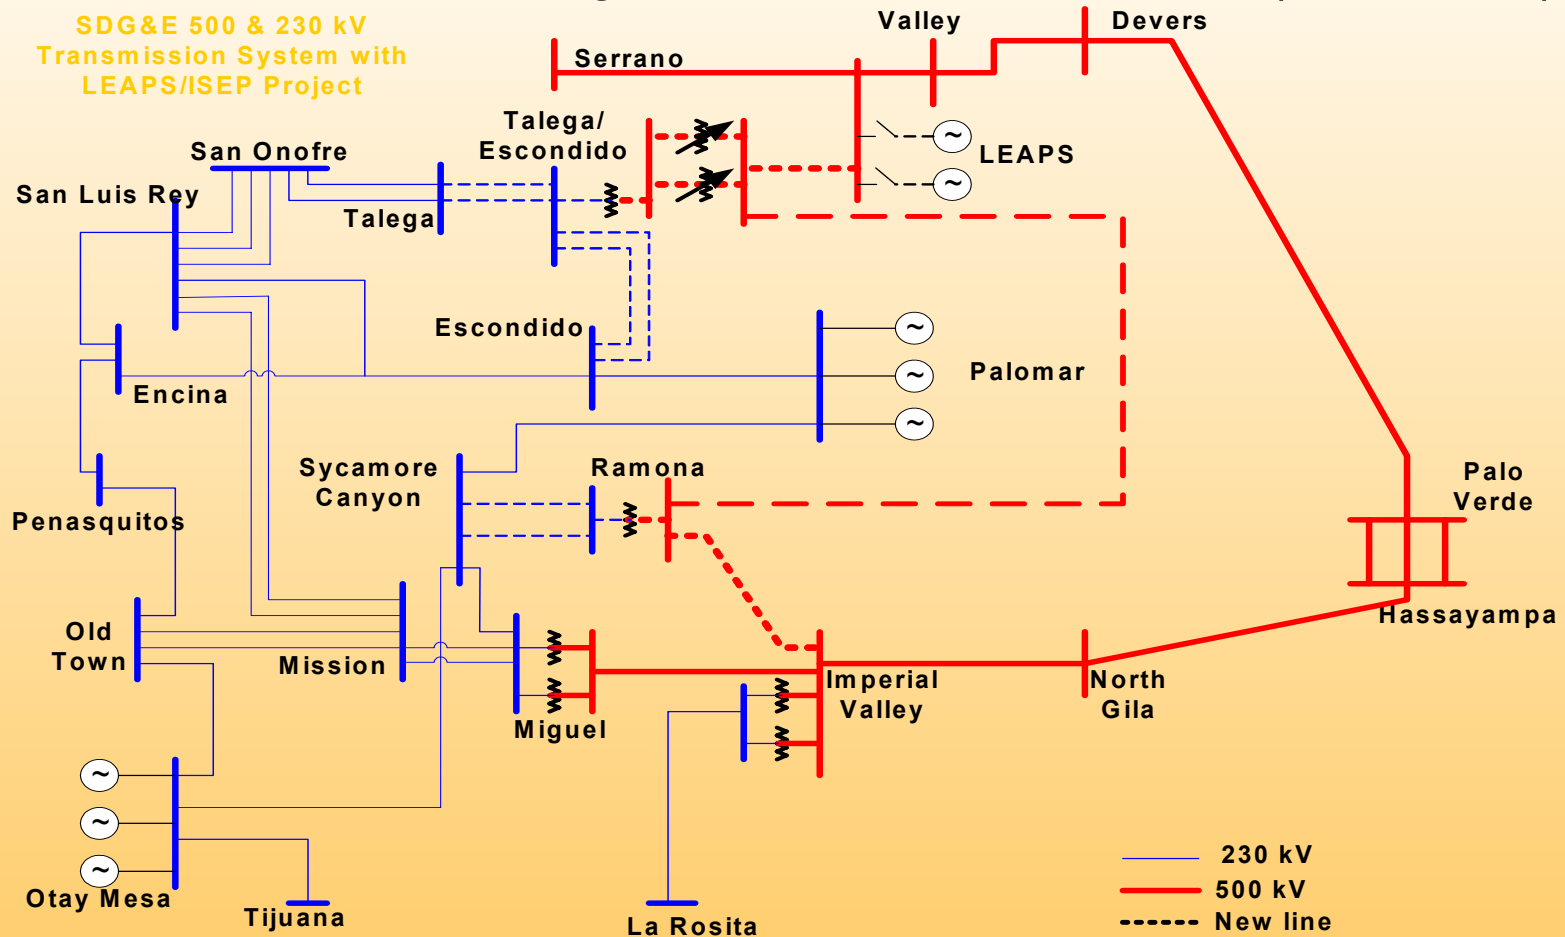 SDG&E 500 & 230 kV
Transmission System with
LEAPS/ISEP Project
Valley
Devers
Serrano
Talega/
Escondido
San Onofre
LEAPS
San Luis Rey
Talega
Escondido
Palomar
Encina
Sycamore
Canyon
Ramona
Palo
Verde
Penasquitos
Hassayampa
Old
Town
Mission
Imperial
Valley
North
Gila
Miguel
Otay Mesa
Tijuana
La Rosita
230 kV
500 kV
New line
~
~
~
~
~
~
~
~